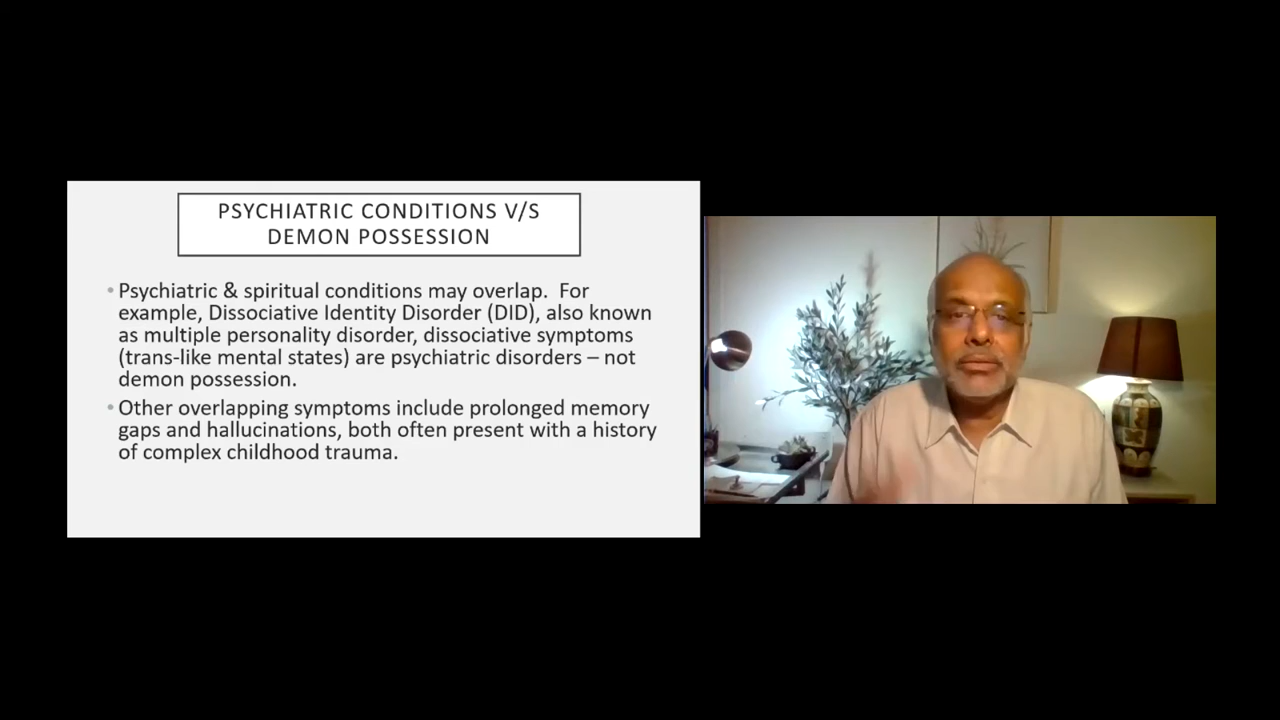 PSYCHIATRIC CONDITIONS V/S
DEMON POSSESSION
• Psychiatric & spiritual conditions may overlap.  For
example, Dissociative Identity Disorder (DID), also known
as multiple personality disorder, dissociative symptoms
(trans-like mental states) are psychiatric disorders – not
demon possession.
• Other overlapping symptoms include prolonged memory
gaps and hallucinations, both often present with a history
of complex childhood trauma.